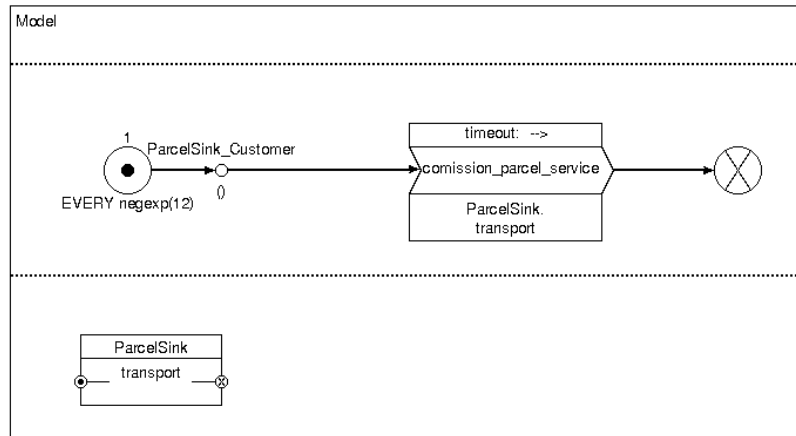 Model
1
ParcelSink_Customer
()
EVERY negexp(12)
timeout: -->
comission_parcel_service
ParcelSink.
transport
ParcelSink
transport